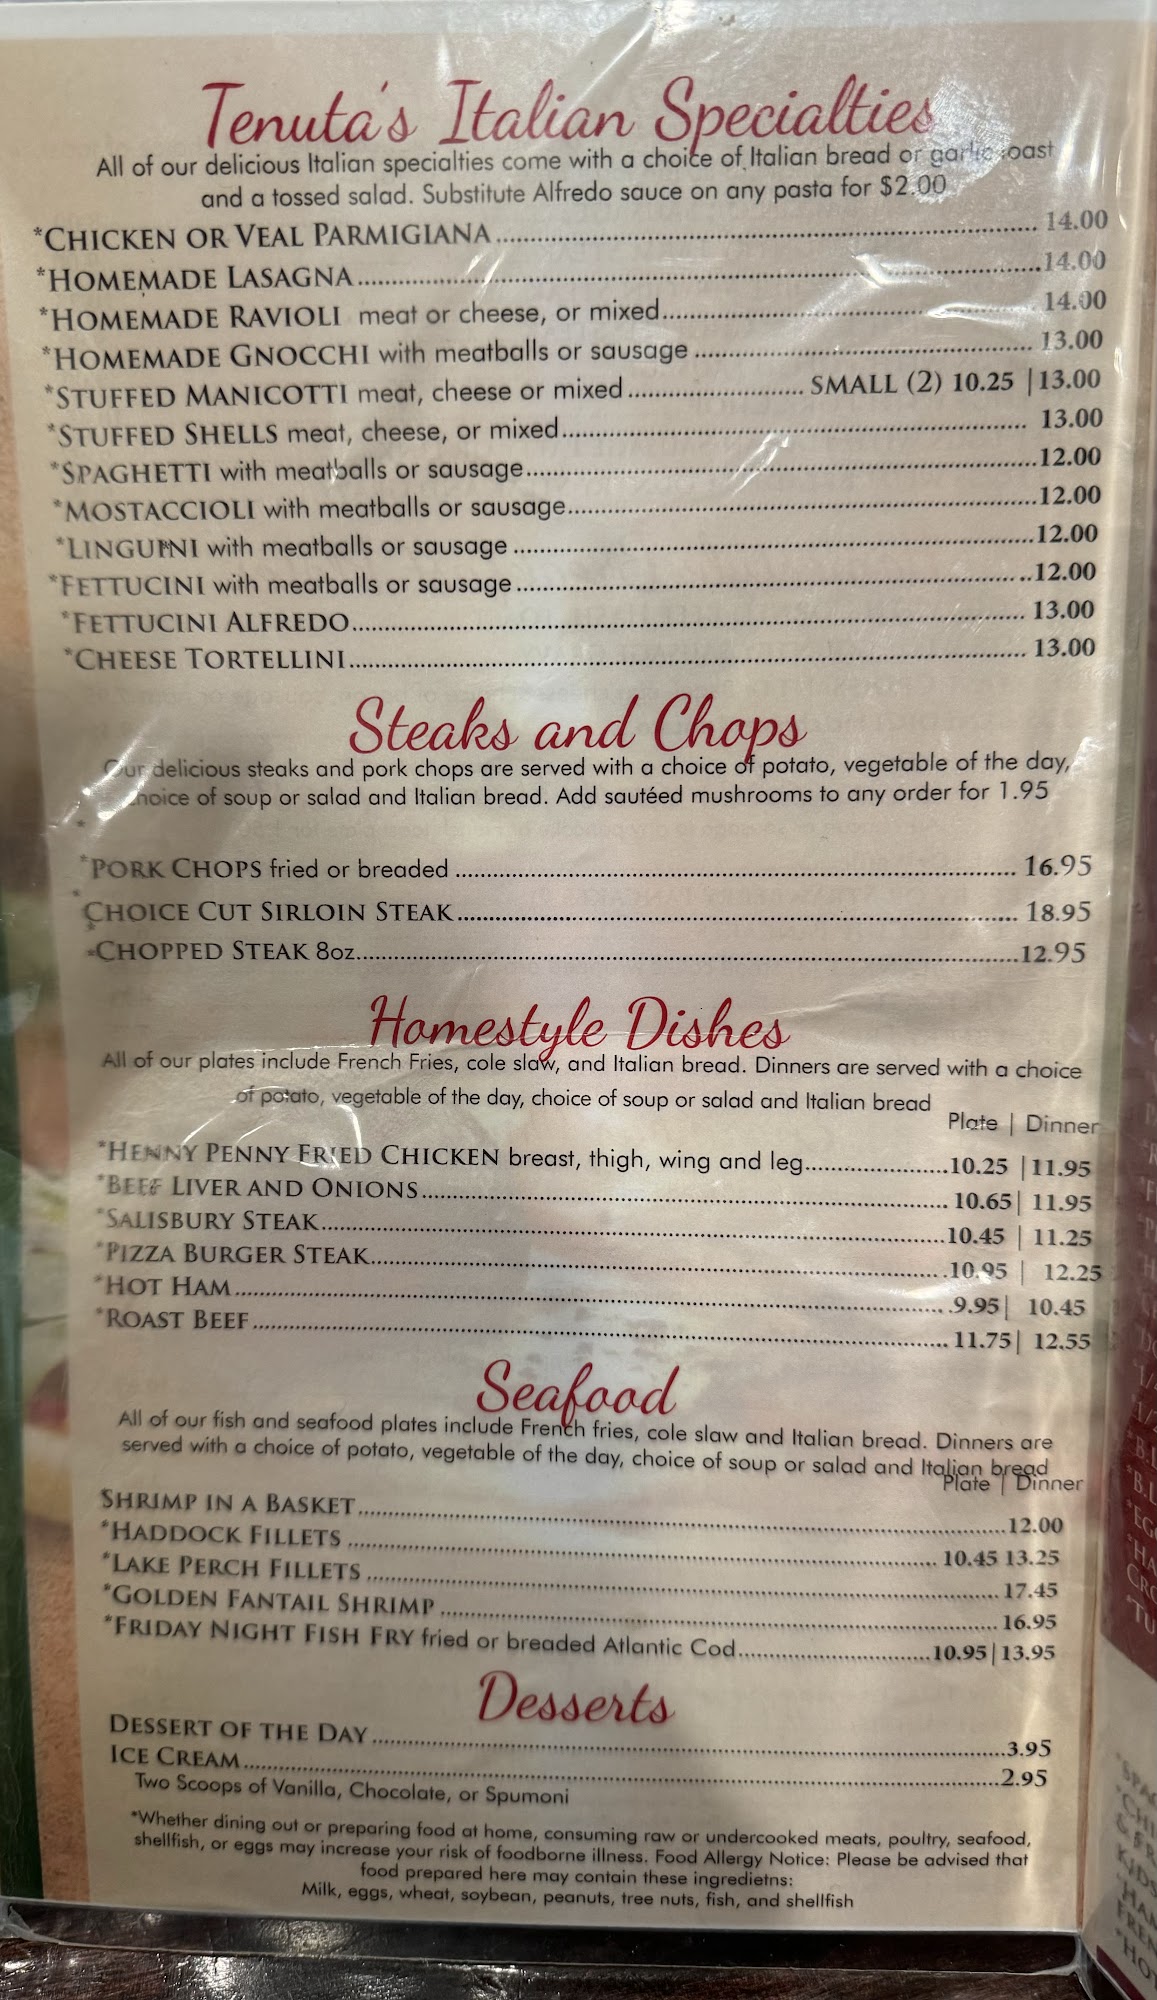 Tenuta's Italian Specialties
All of our delicious Italian specialties come with a choice of Italian bread or garlic toast
and a tossed salad. Substitute Alfredo sauce on any pasta for $2.00
*CHICKEN OR VEAL PARMIGIANA 14.00
*HOMEMADE LASAGNA 14.00
*HOMEMADE RAVIOLI meat or cheese, or mixed 14.00
*HOMEMADE GNOCCHI with meatballs or sausage 13.00
*STUFFED MANICOTTI meat, cheese or mixed SMALL (2) 10.25 | 13.00
*STUFFED SHELLS meat, cheese, or mixed 13.00
*SPAGHETTI with meatballs or sausage 12.00
*MOSTACCIOLI with meatballs or sausage 12.00
*LINGUINI with meatballs or sausage 12.00
*FETTUCINI with meatballs or sausage 12.00
*FETTUCINI ALFREDO 13.00
*CHEESE TORTELLINI 13.00
Steaks and Chops
Our delicious steaks and pork chops are served with a choice of potato, vegetable of the day,
choice of soup or salad and Italian bread. Add sautéed mushrooms to any order for 1.95
*
*PORK CHOPS fried or breaded 16.95
*CHOICE CUT SIRLOIN STEAK 18.95
*CHOPPED STEAK 8oz 12.95
Homestyle Dishes
All of our plates include French Fries, cole slaw, and Italian bread. Dinners are served with a choice
of potato, vegetable of the day, choice of soup or salad and Italian bread
Plate | Dinner
*HENNY PENNY FRIED CHICKEN breast, thigh, wing and leg 10.25 | 11.95
*BEEF LIVER AND ONIONS 10.65 | 11.95
*SALISBURY STEAK 10.45 | 11.25
*PIZZA BURGER STEAK 10.95 | 12.25
*HOT HAM 9.95 | 10.45
*ROAST BEEF 11.75 | 12.55
Seafood
All of our fish and seafood plates include French fries, cole slaw and Italian bread. Dinners are
served with a choice of potato, vegetable of the day, choice of soup or salad and Italian bread
Plate | Dinner
SHRIMP IN A BASKET 12.00
*HADDOCK FILLETS 10.45 13.25
*LAKE PERCH FILLETS 17.45
*GOLDEN FANTAIL SHRIMP 16.95
*FRIDAY NIGHT FISH FRY fried or breaded Atlantic Cod 10.95 | 13.95
Desserts
DESSERT OF THE DAY 3.95
ICE CREAM 2.95
Two Scoops of Vanilla, Chocolate, or Spumoni
*Whether dining out or preparing food at home, consuming raw or undercooked meats, poultry, seafood,
shellfish, or eggs may increase your risk of foodborne illness. Food Allergy Notice: Please be advised that
food prepared here may contain these ingredietns:
Milk, eggs, wheat, soybean, peanuts, tree nuts, fish, and shellfish